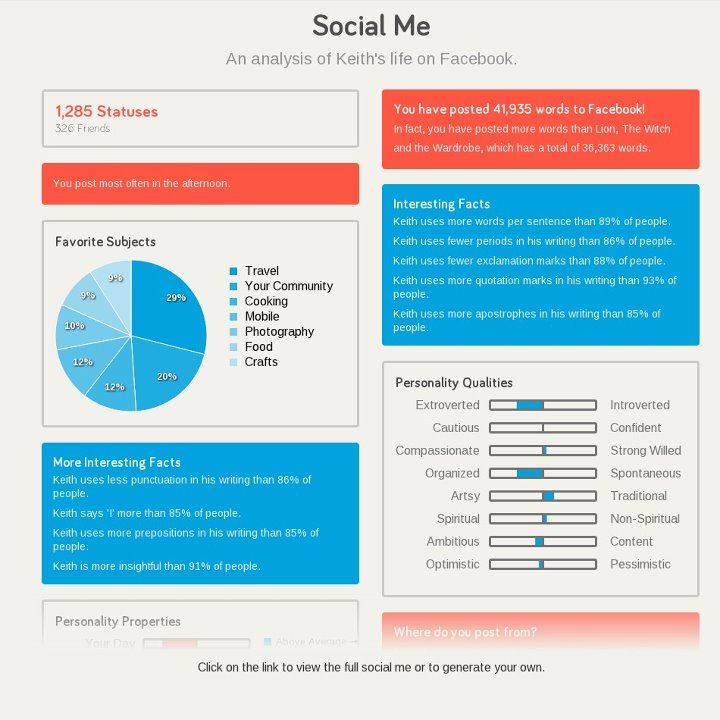 Social Me
An analysis of Keith's life on Facebook.
1,285 Statuses
326 Friends
You post most often in the afternoon.
Favorite Subjects
29%
20%
12%
12%
10%
9%
9%
Travel
Your Community
Cooking
Mobile
Photography
Food
Crafts
More Interesting Facts
Keith uses less punctuation in his writing than 86% of
people.
Keith says 'I' more than 85% of people.
Keith uses more prepositions in his writing than 85% of
people.
Keith is more insightful than 91% of people.
Personality Properties
Your Day
Above Average →
You have posted 41,935 words to Facebook!
In fact, you have posted more words than Lion, The Witch
and the Wardrobe, which has a total of 36,363 words.
Interesting Facts
Keith uses more words per sentence than 89% of people.
Keith uses fewer periods in his writing than 86% of people.
Keith uses fewer exclamation marks than 88% of people.
Keith uses more quotation marks in his writing than 93% of
people.
Keith uses more apostrophes in his writing than 85% of
people.
Personality Qualities
Extroverted Introverted
Cautious Confident
Compassionate Strong Willed
Organized Spontaneous
Artsy Traditional
Spiritual Non-Spiritual
Ambitious Content
Optimistic Pessimistic
Where do you post from?
Click on the link to view the full social me or to generate your own.